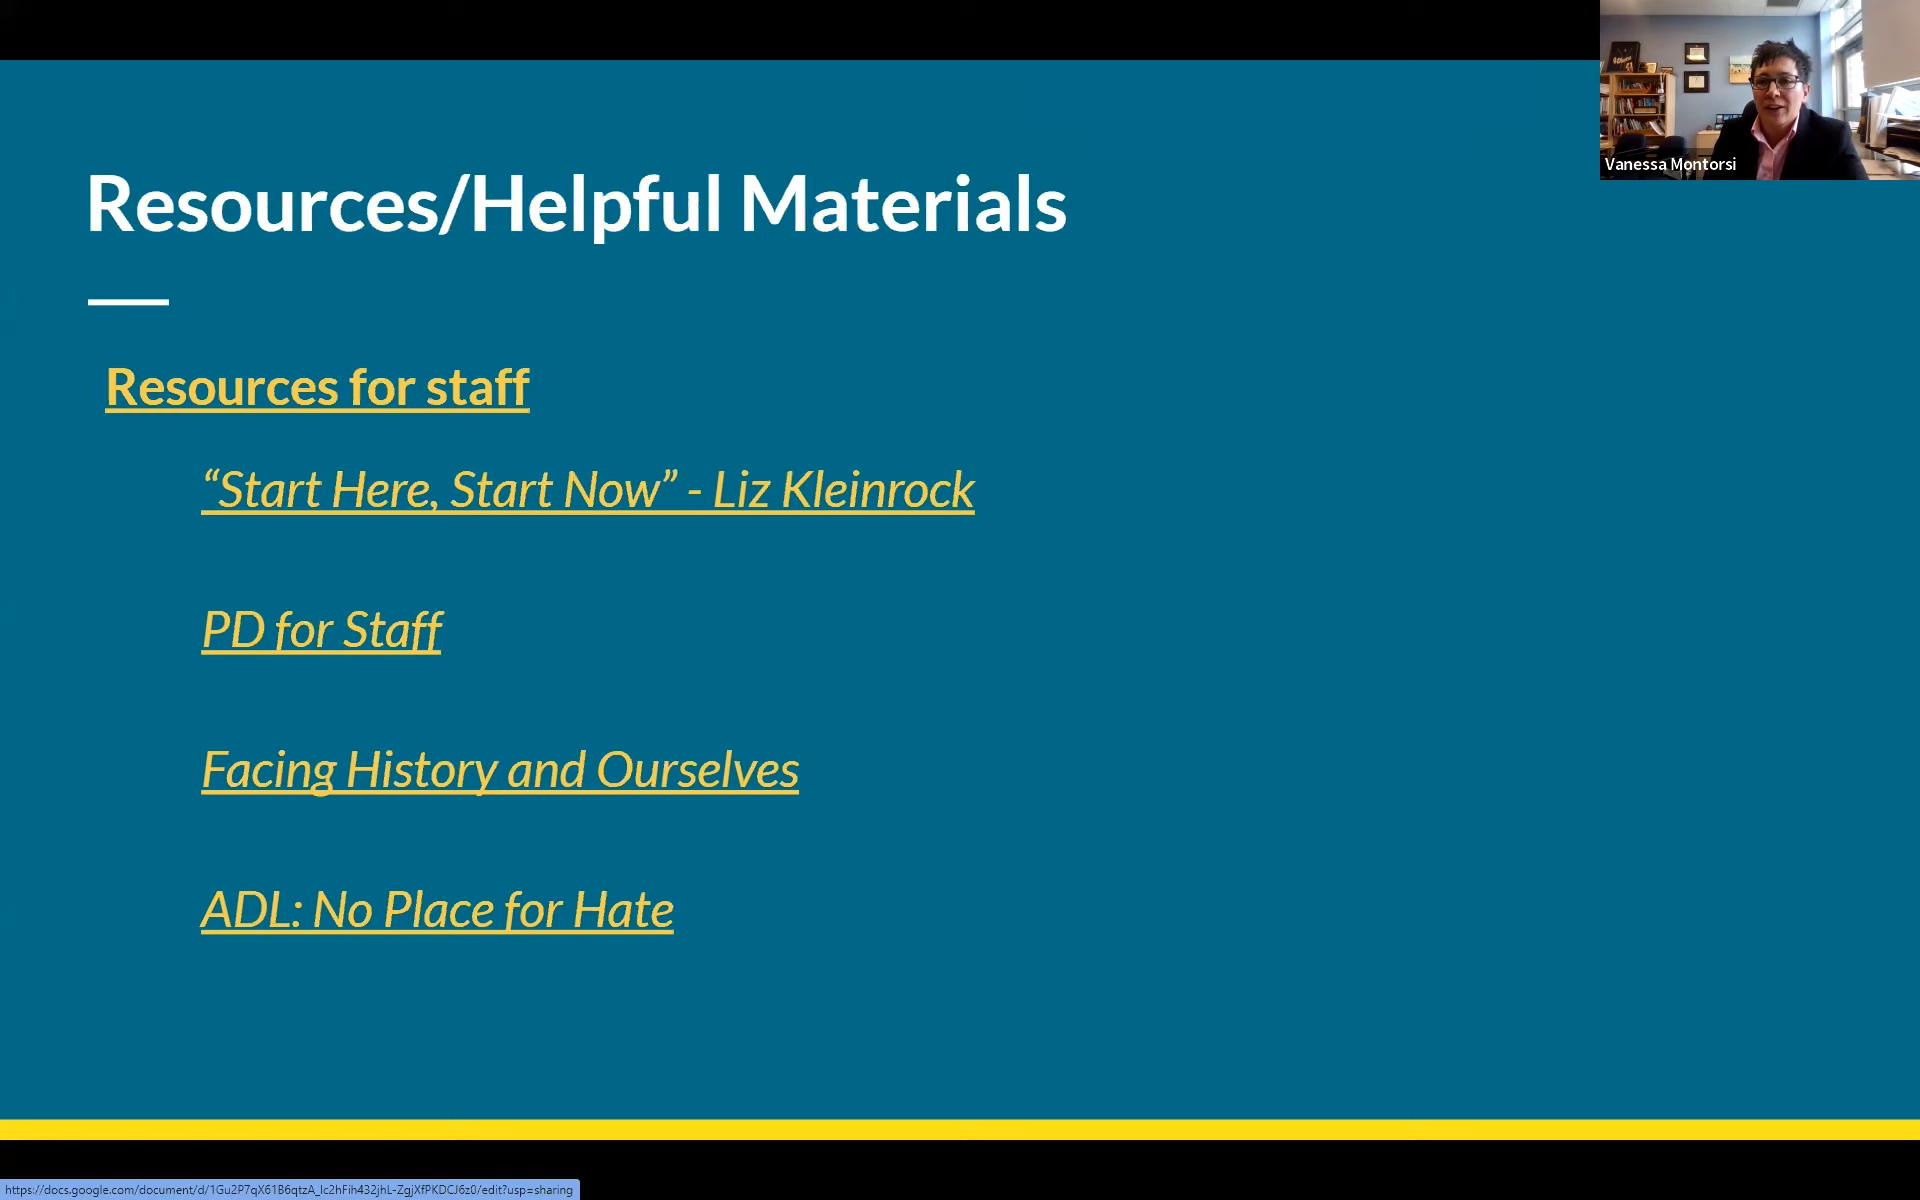 Resources/Helpful Materials
Resources for staff
“Start Here, Start Now” - Liz Kleinrock
PD for Staff
Facing History and Ourselves
ADL: No Place for Hate
Vanessa Montorsi
https://docs.google.com/document/d/1Gu2P7qX61B6qtzA_lc2hFih432jhL-ZgjXfPKDCJ6z0/edit?usp=sharing